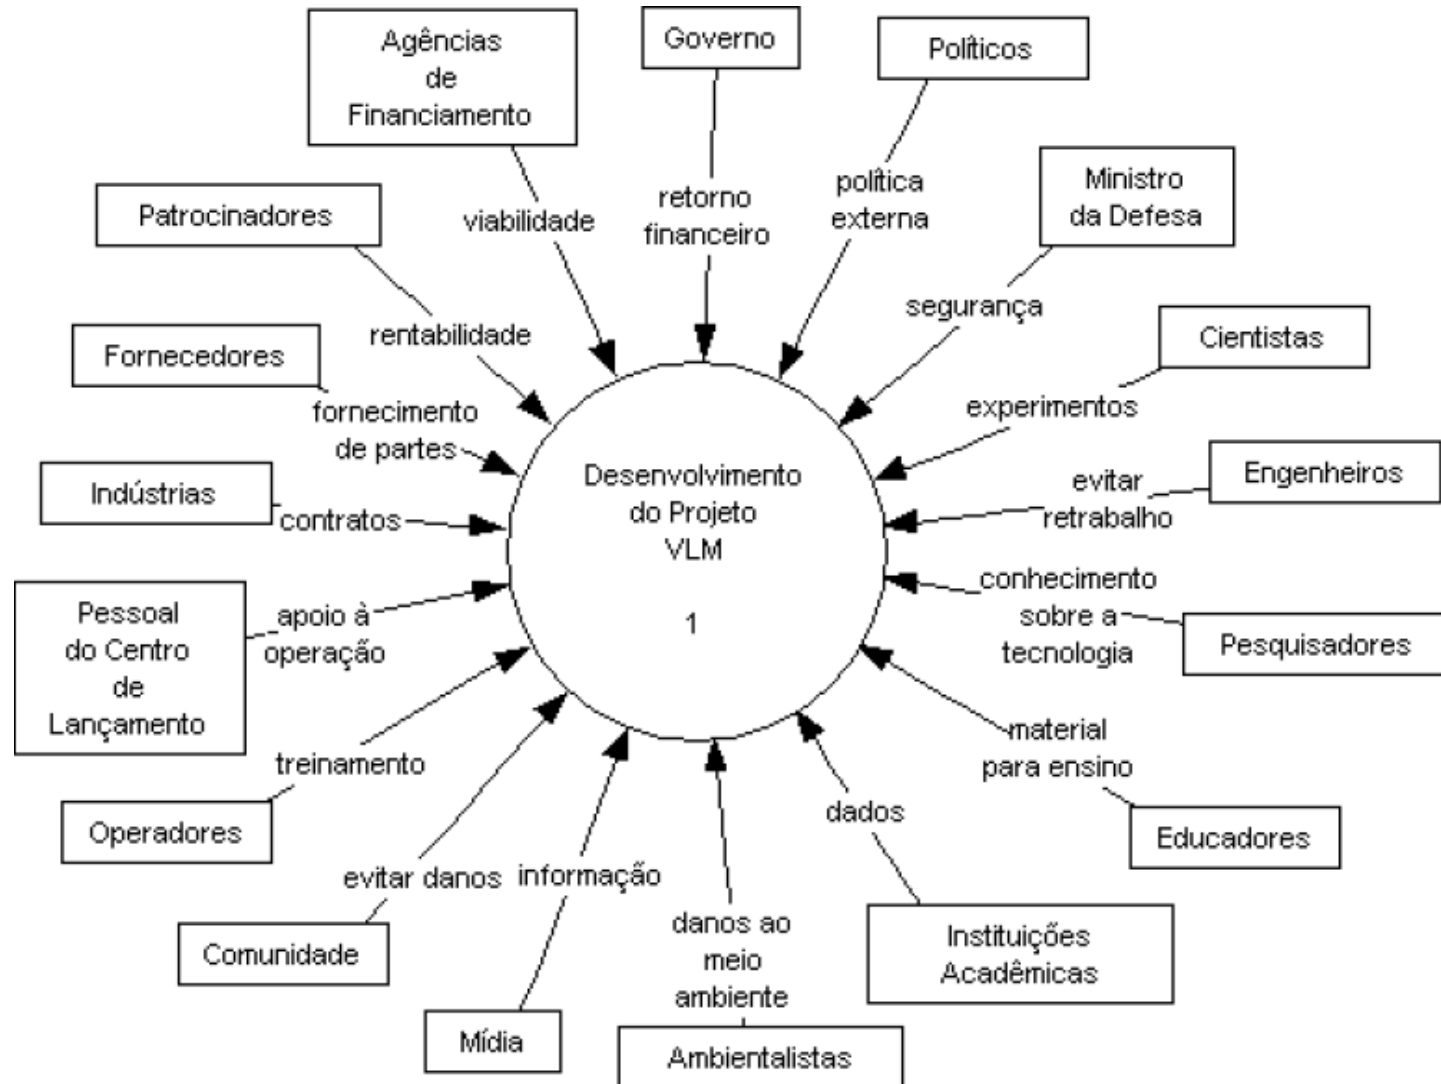 Agências
de
Financiamento
Governo
Políticos
Ministro
da Defesa
Patrocinadores
viabilidade
retorno
financeiro
política
externa
segurança
Cientistas
Fornecedores
rentabilidade
experimentos
fornecimento
de partes
Indústrias
contratos
Desenvolvimento
do Projeto
VLM
1
evitar
retrabalho
Engenheiros
Pessoal
do Centro
de
Lançamento
apoio à
operação
conhecimento
sobre a
tecnologia
Pesquisadores
treinamento
material
para ensino
Operadores
dados
Educadores
evitar danos
informação
Comunidade
danos ao
meio
ambiente
Instituições
Acadêmicas
Mídia
Ambientalistas